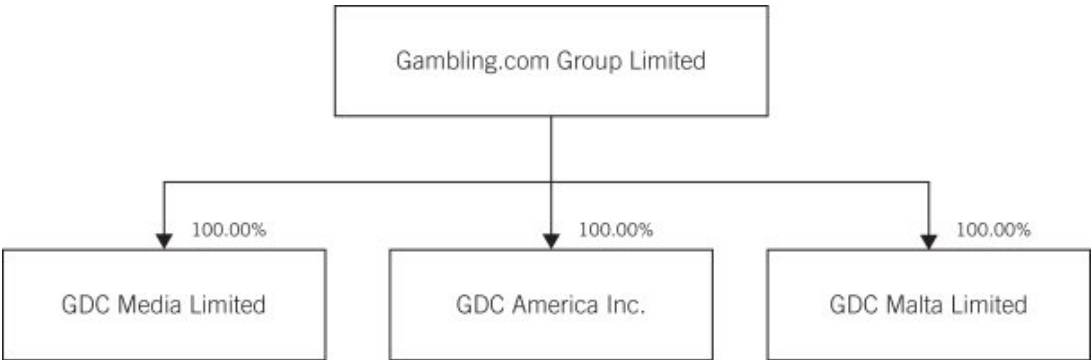 Gambling.com Group Limited
100.00%
100.00%
100.00%
GDC Media Limited
GDC America Inc.
GDC Malta Limited